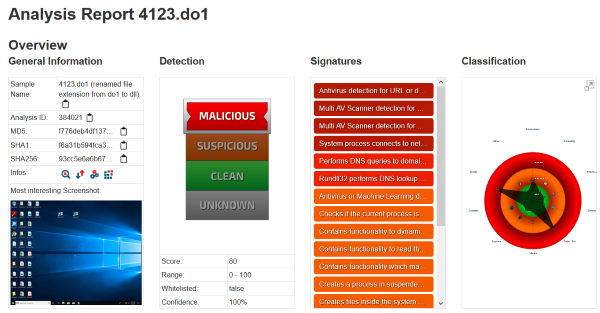 Analysis Report 4123.do1
Overview
General Information
Sample Name:
4123.do1 (renamed file extension from do1 to dll)
Analysis ID: 384021
MD5: f776deb4df137...
SHA1: f6a31b594fca3...
SHA256 93cc5e6a6b67...
Infos:
Most interesting Screenshot:
Detection
MALICIOUS
SUSPICIOUS
CLEAN
UNKNOWN
Score: 80
Range: 0 - 100
Whitelisted: false
Confidence: 100%
Signatures
Antivirus detection for URL or d...
Multi AV Scanner detection for ...
Multi AV Scanner detection for ...
System process connects to net...
Performs DNS queries to domai...
Rundll32 performs DNS lookup ...
Antivirus or Machine Learning d...
Checks if the current process is...
Contains functionality to dynami...
Contains functionality to read th...
Contains functionality which ma...
Creates a process in suspende...
Creates files inside the system ...
Classification